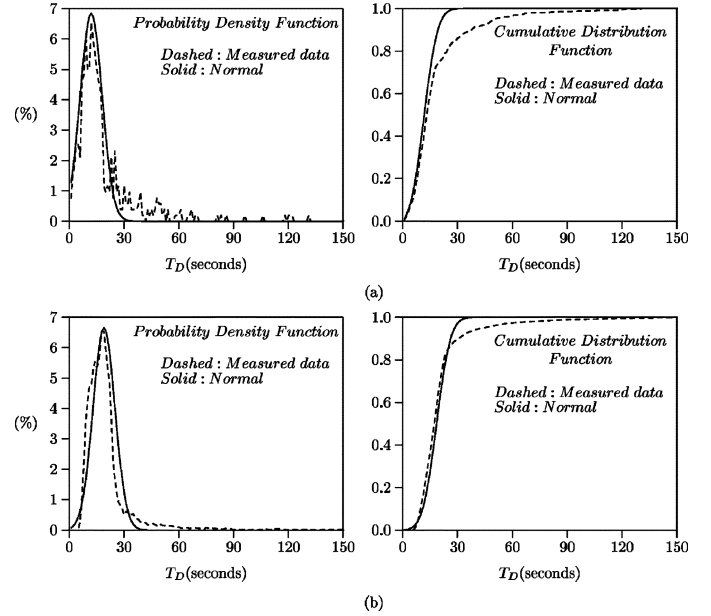 7
6
5
4
3
2
1
0
(%)
Probability Density Function
Dashed : Measured data
Solid : Normal
0 30 60 90 120 150
T_D(seconds)
1.0
0.8
0.6
0.4
0.2
0.0
Cumulative Distribution
Function
Dashed : Measured data
Solid : Normal
0 30 60 90 120 150
T_D(seconds)
(a)
7
6
5
4
3
2
1
0
(%)
Probability Density Function
Dashed : Measured data
Solid : Normal
0 30 60 90 120 150
T_D(seconds)
1.0
0.8
0.6
0.4
0.2
0.0
Cumulative Distribution
Function
Dashed : Measured data
Solid : Normal
0 30 60 90 120 150
T_D(seconds)
(b)